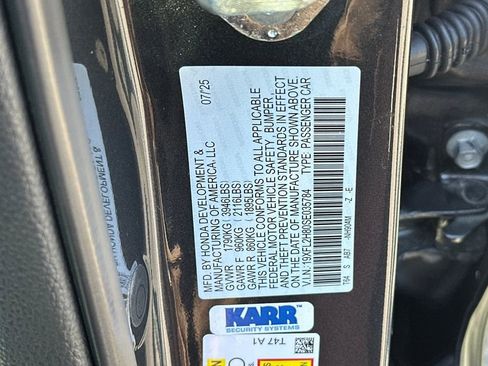 MFD. BY HONDA DEVELOPMENT & 07/25
MANUFACTURING OF AMERICA, LLC
GVWR 1790KG ( 3946LBS)
GAWR F 960KG ( 2116LBS)
GAWR R 860KG ( 1895LBS)
THIS VEHICLE CONFORMS TO ALL APPLICABLE
FEDERAL MOTOR VEHICLE SAFETY, BUMPER,
AND THEFT PREVENTION STANDARDS IN EFFECT
ON THE DATE OF MANUFACTURE SHOWN ABOVE.
V.I.N.: 19XFL2H80SE035784 TYPE: PASSENGER CAR
KARR
SECURITY SYSTEMS
T47 A1